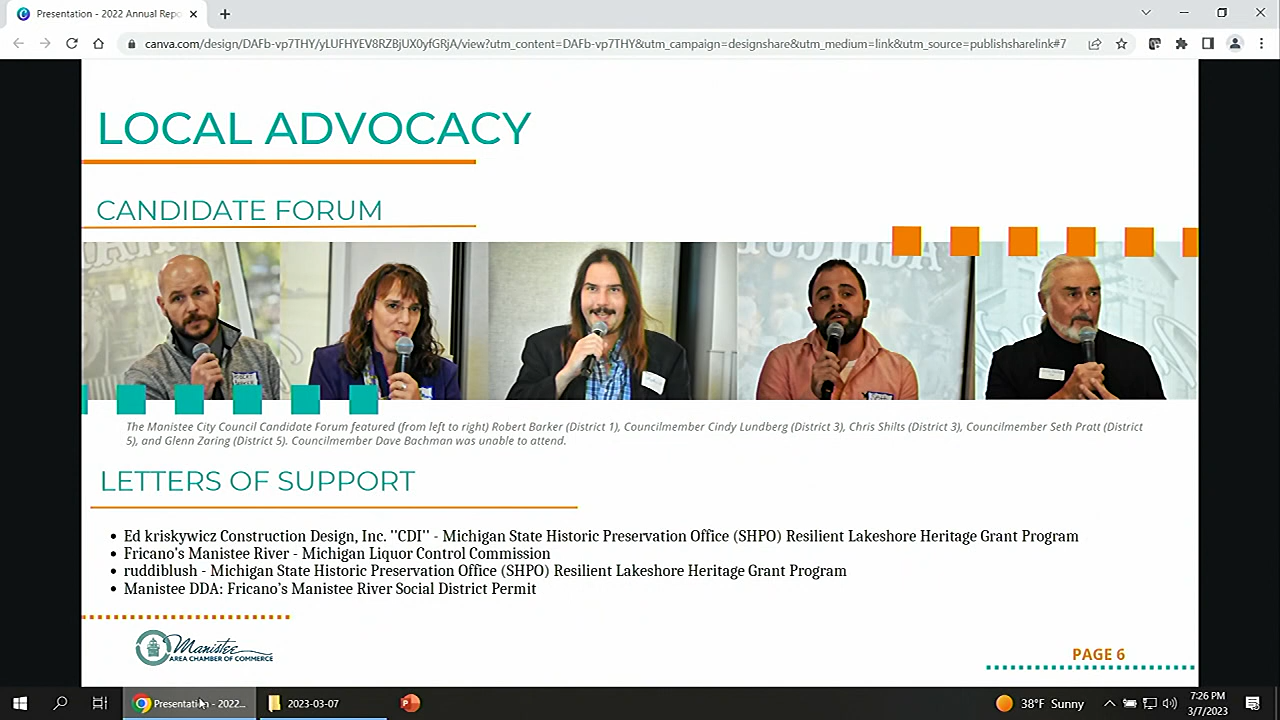 Presentation - 2022 Annual Repo
canva.com/design/DAFb-vp7THY/yLUFHYEV8RZBjUX0yfGRjA/view?utm_content=DAFb-vp7THY&utm_campaign=designshare&utm_medium=link&utm_source=publishsharelink#7
LOCAL ADVOCACY
CANDIDATE FORUM
The Manistee City Council Candidate Forum featured (from left to right) Robert Barker (District 1), Councilmember Cindy Lundberg (District 3), Chris Shilts (District 3), Councilmember Seth Pratt (District
5), and Glenn Zaring (District 5). Councilmember Dave Bachman was unable to attend.
LETTERS OF SUPPORT
• Ed kriskywicz Construction Design, Inc. "CDI" - Michigan State Historic Preservation Office (SHPO) Resilient Lakeshore Heritage Grant Program
• Fricano's Manistee River - Michigan Liquor Control Commission
• ruddiblush - Michigan State Historic Preservation Office (SHPO) Resilient Lakeshore Heritage Grant Program
• Manistee DDA: Fricano's Manistee River Social District Permit
Manistee
AREA CHAMBER OF COMMERCE
PAGE 6
Presentation - 2022...
2023-03-07
38°F Sunny
7:26 PM
3/7/2023